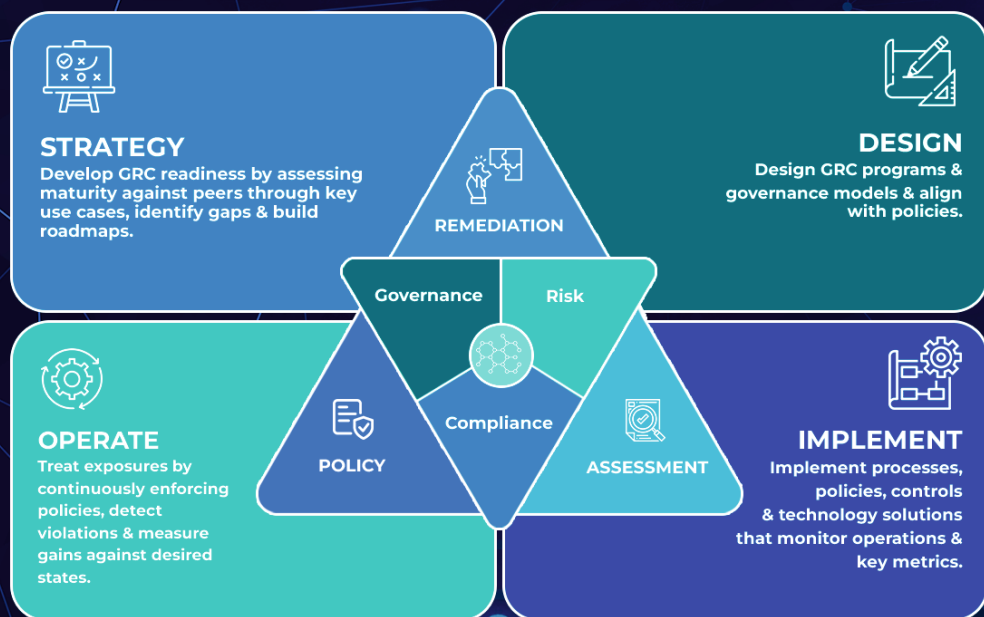 STRATEGY
Develop GRC readiness by assessing
maturity against peers through key
use cases, identify gaps & build
roadmaps.
DESIGN
Design GRC programs &
governance models & align
with policies.
REMEDIATION
Governance
Risk
Compliance
POLICY
ASSESSMENT
OPERATE
Treat exposures by
continuously enforcing
policies, detect
violations & measure
gains against desired
states.
IMPLEMENT
Implement processes,
policies, controls
& technology solutions
that monitor operations &
key metrics.